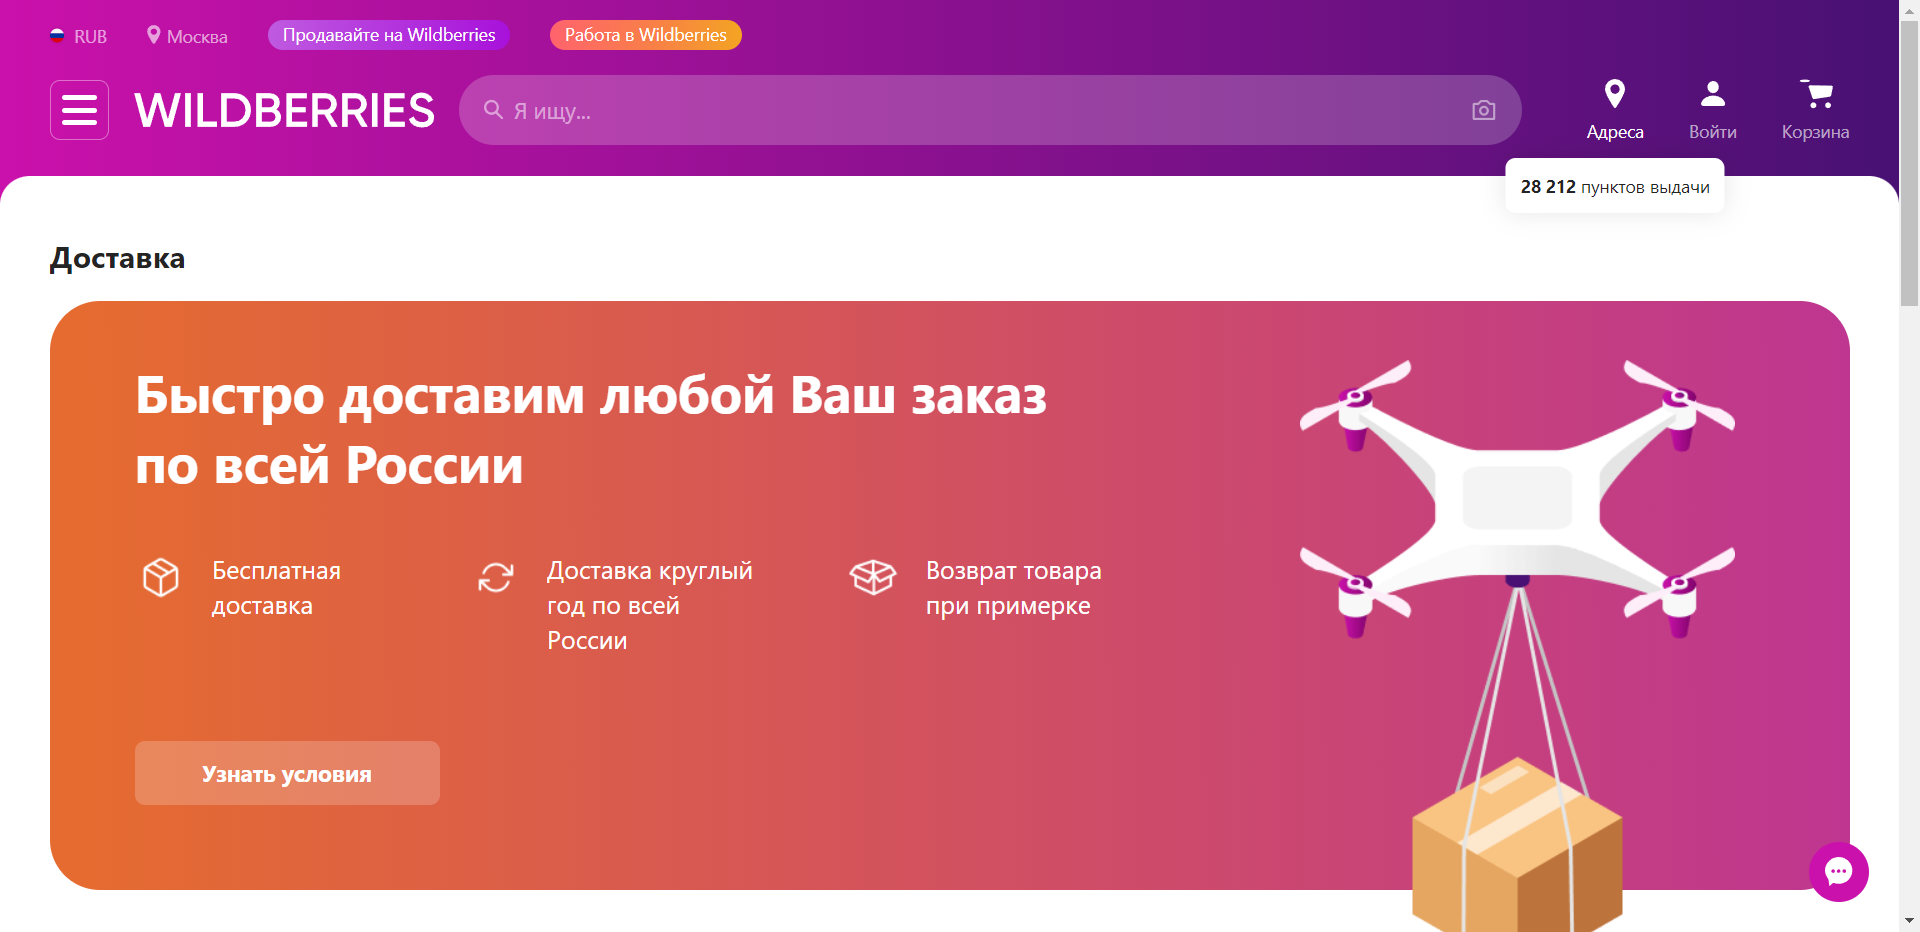 RUB
Москва
Продавайте на Wildberries
Работа в Wildberries
WILDBERRIES
Я ищу...
Адреса
Войти
Корзина
28 212 пунктов выдачи
Доставка
Быстро доставим любой Ваш заказ
по всей России
Бесплатная
доставка
Доставка круглый
год по всей
России
Возврат товара
при примерке
Узнать условия